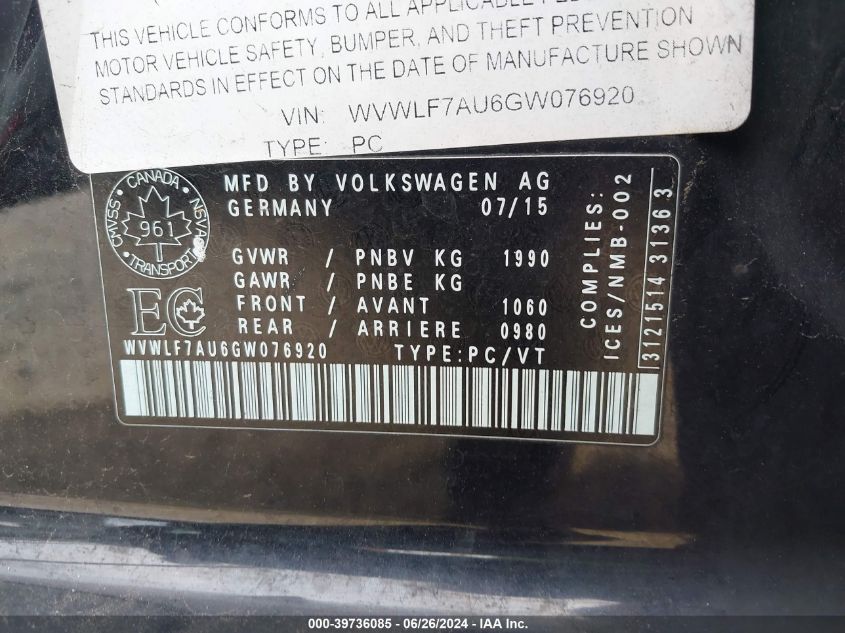 THIS VEHICLE CONFORMS TO ALL APPLICABLE
MOTOR VEHICLE SAFETY, BUMPER, AND THEFT PREVENTION
STANDARDS IN EFFECT ON THE DATE OF MANUFACTURE SHOWN
VIN: WVWLF7AU6GW076920
TYPE: PC
CANADA
CMVSS
NSVAC
961
TRANSPORT
MFD BY VOLKSWAGEN AG
GERMANY 07/15
GVWR / PNBV KG 1990
GAWR / PNBE KG
FRONT / AVANT 1060
REAR / ARRIERE 0980
EC
WVWLF7AU6GW076920 TYPE:PC/VT
COMPLIES:
ICES/NMB-002
3121514 31363
000-39736085 - 06/26/2024 - © IAA Holdings, LLC